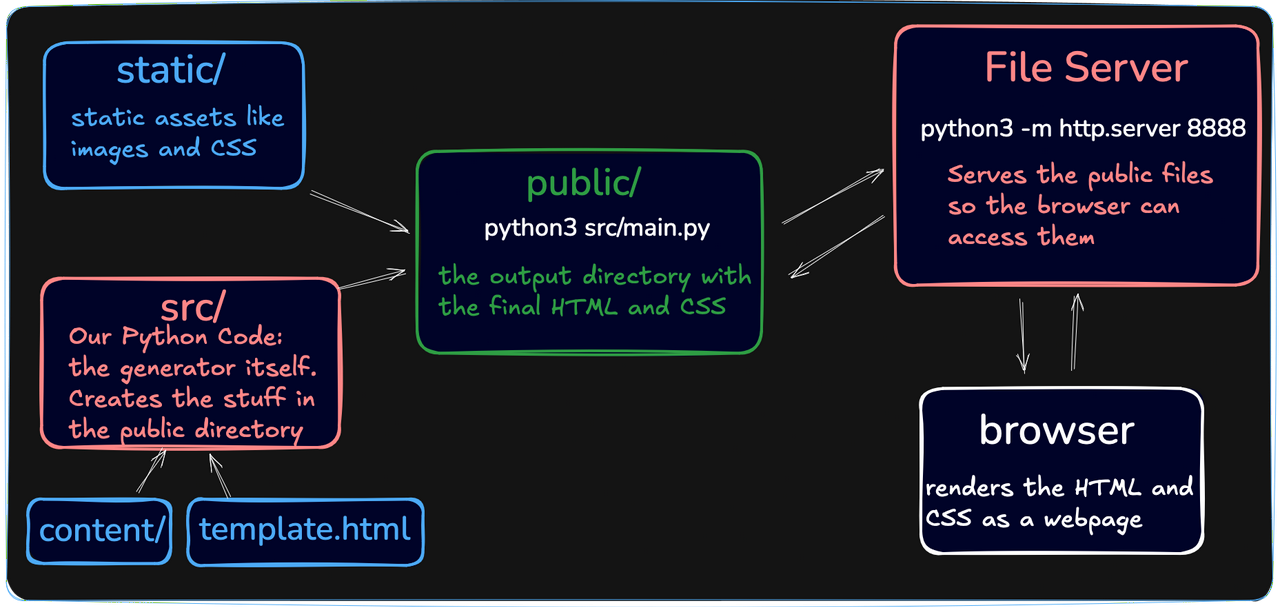 static/
static assets like
images and CSS
src/
Our Python Code:
the generator itself.
Creates the stuff in
the public directory
content/
template.html
public/
python3 src/main.py
the output directory with
the final HTML and CSS
File Server
python3 -m http.server 8888
Serves the public files
so the browser can
access them
browser
renders the HTML and
CSS as a webpage